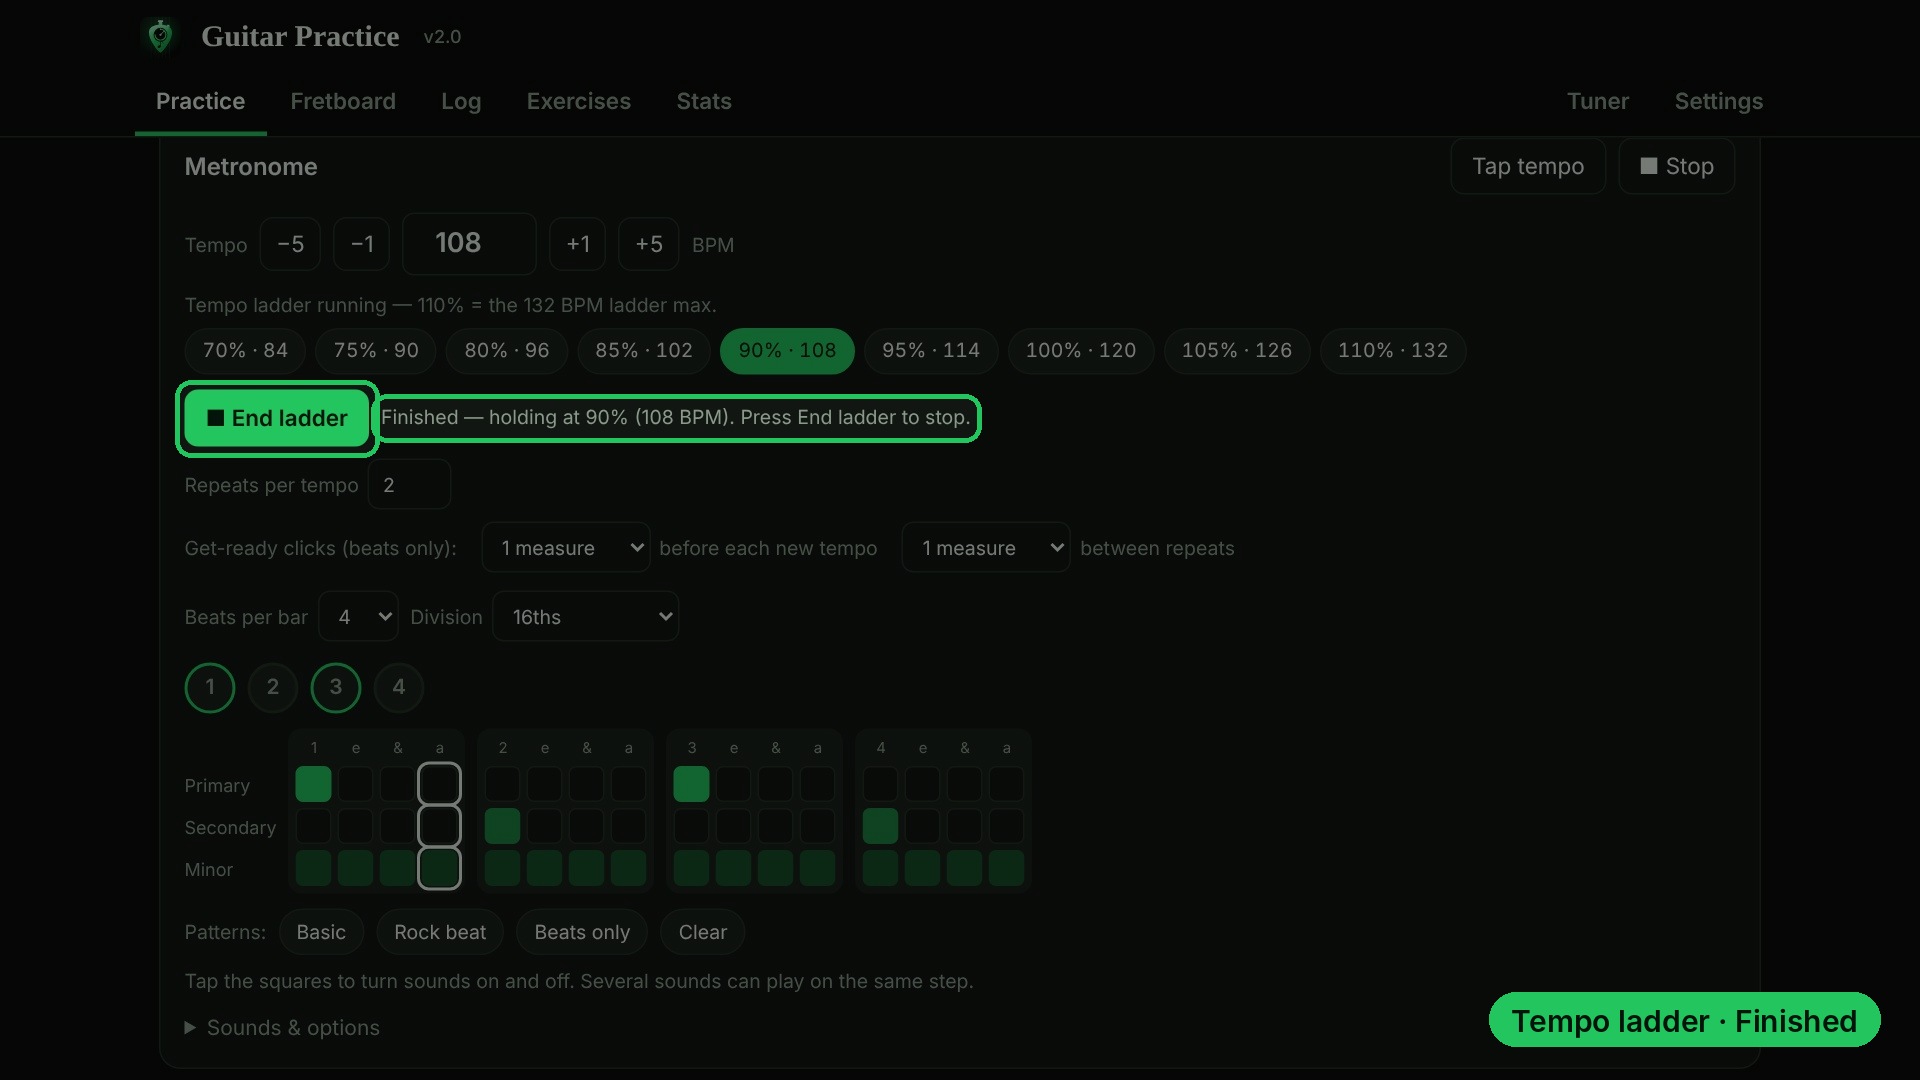 Guitar Practice v2.0
Practice Fretboard Log Exercises Stats Tuner Settings
Metronome Tap tempo ■ Stop
Tempo −5 −1 108 +1 +5 BPM
Tempo ladder running — 110% = the 132 BPM ladder max.
70% · 84 75% · 90 80% · 96 85% · 102 90% · 108 95% · 114 100% · 120 105% · 126 110% · 132
■ End ladder Finished — holding at 90% (108 BPM). Press End ladder to stop.
Repeats per tempo 2
Get-ready clicks (beats only): 1 measure before each new tempo 1 measure between repeats
Beats per bar 4 Division 16ths
1 2 3 4
1 e & a 2 e & a 3 e & a 4 e & a
Primary
Secondary
Minor
Patterns: Basic Rock beat Beats only Clear
Tap the squares to turn sounds on and off. Several sounds can play on the same step.
▶ Sounds & options
Tempo ladder · Finished